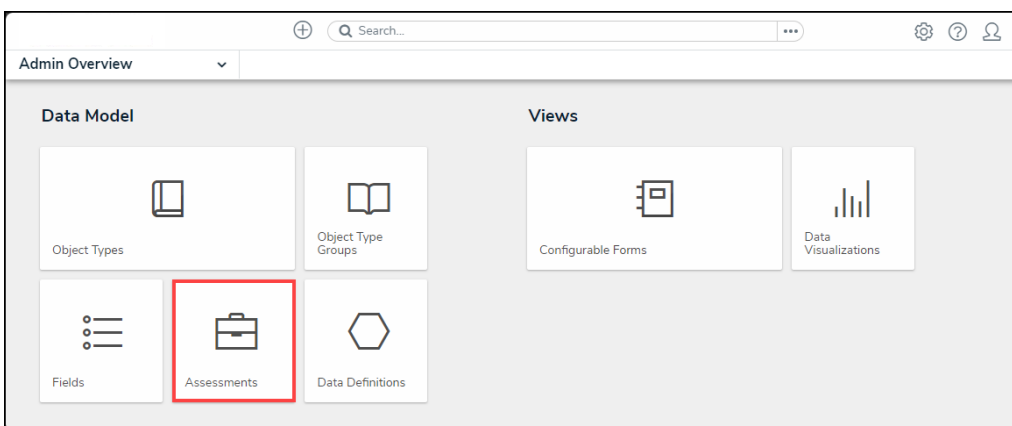 Search...
Admin Overview
Data Model
Views
Object Types
Object Type
Groups
Configurable Forms
Data
Visualizations
Fields
Assessments
Data Definitions